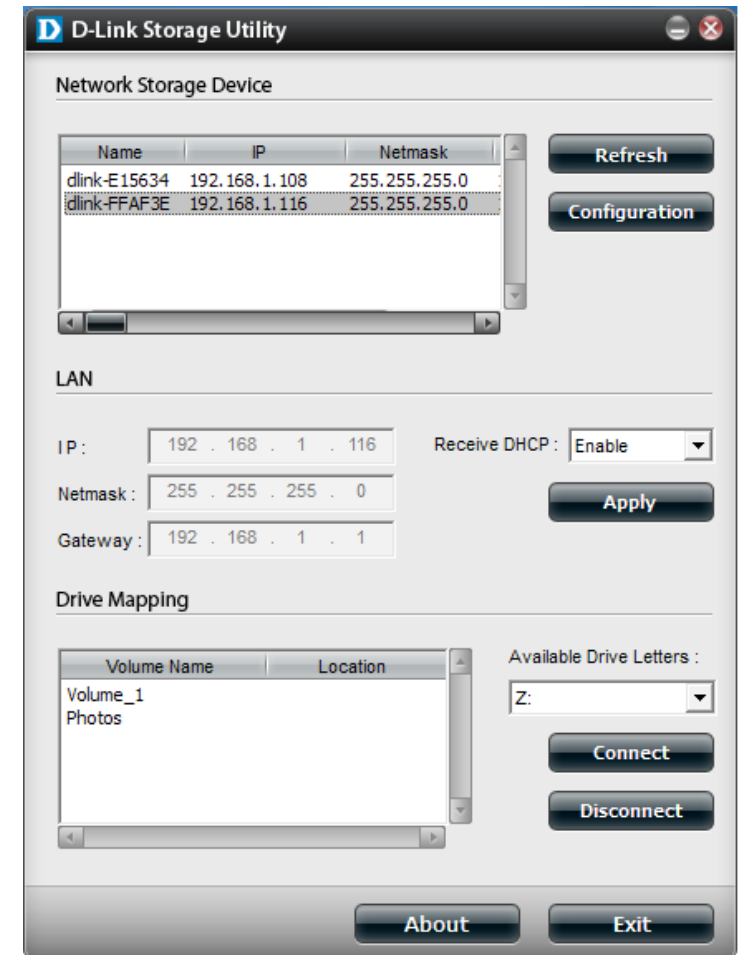 D D-Link Storage Utility
Network Storage Device
Name IP Netmask
dlink-E15634 192.168.1.108 255.255.255.0
dlink-FFAF3E 192.168.1.116 255.255.255.0
Refresh
Configuration
LAN
IP : 192 . 168 . 1 . 116
Receive DHCP : Enable
Netmask : 255 . 255 . 255 . 0
Apply
Gateway : 192 . 168 . 1 . 1
Drive Mapping
Volume Name Location
Volume_1
Photos
Available Drive Letters :
Z:
Connect
Disconnect
About Exit